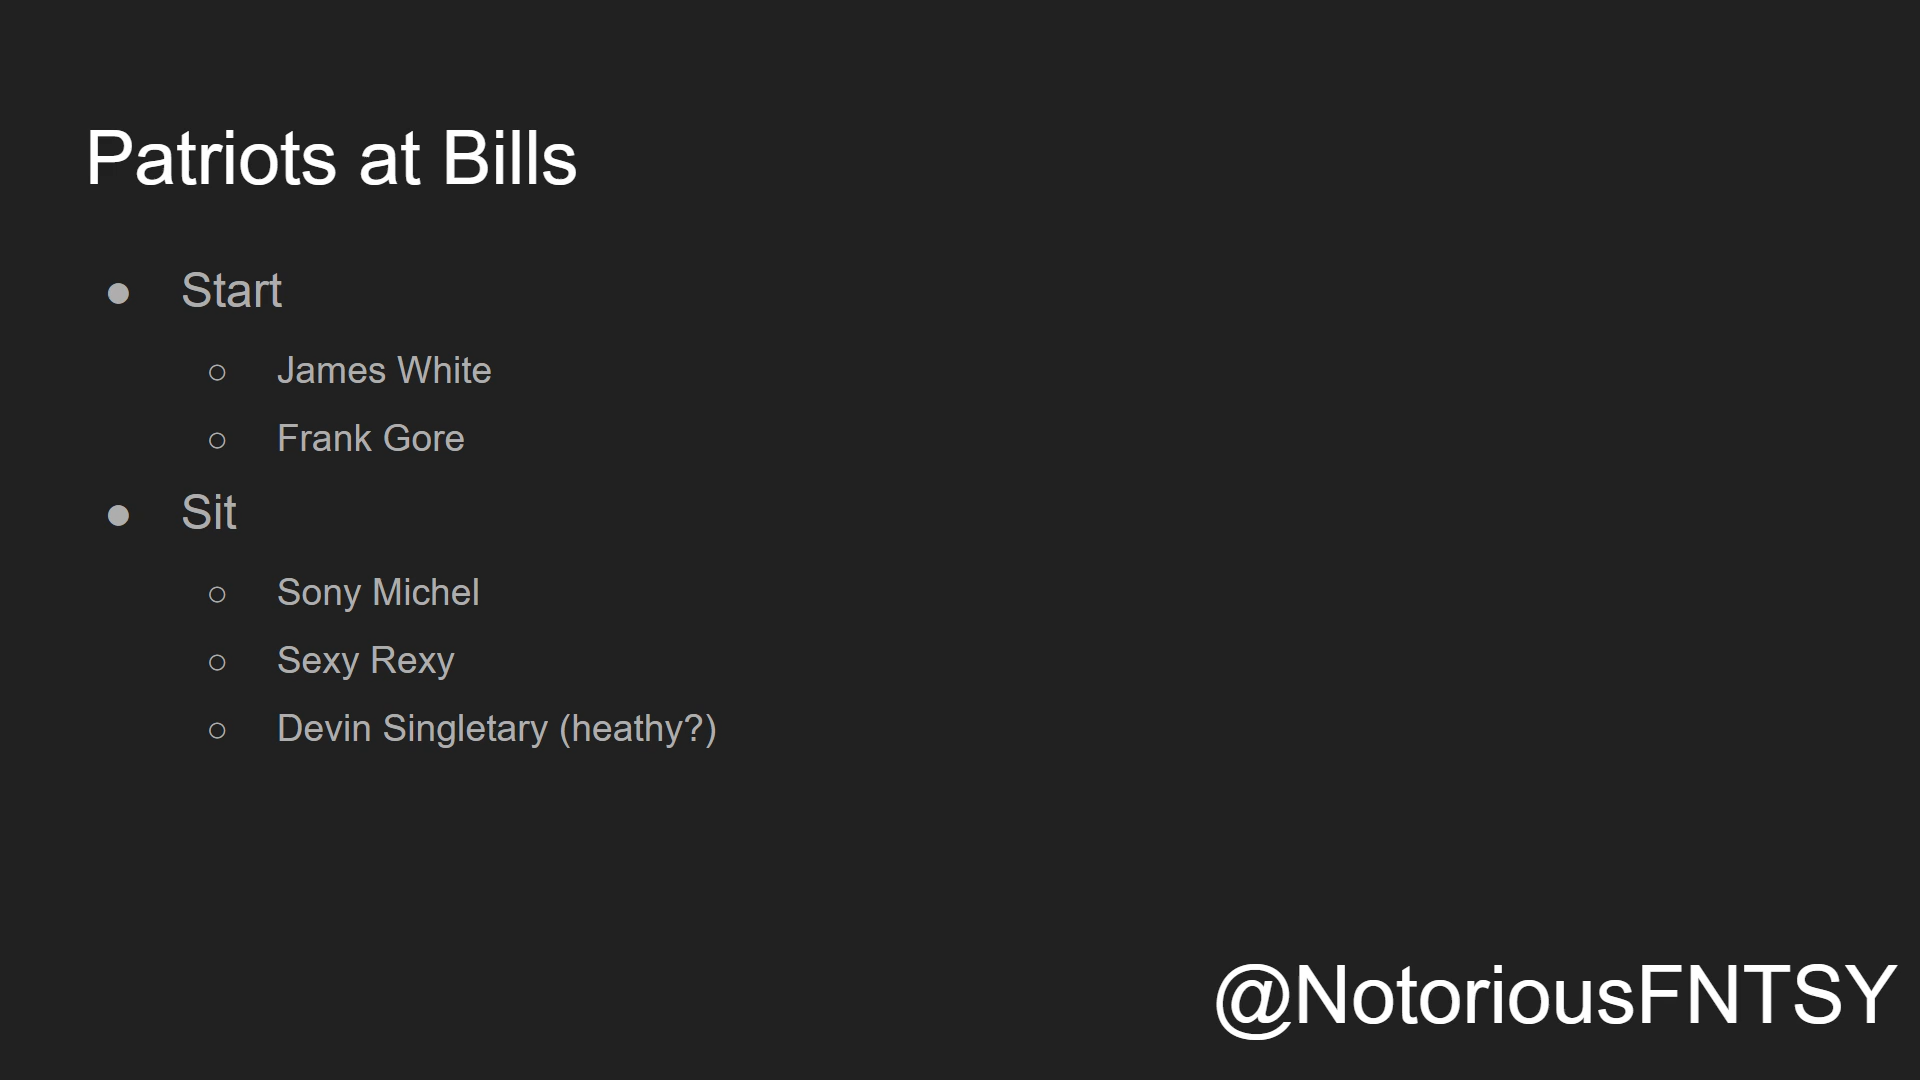 Patriots at Bills
● Start
○ James White
○ Frank Gore
● Sit
○ Sony Michel
○ Sexy Rexy
○ Devin Singletary (heathy?)
@NotoriousFNTSY